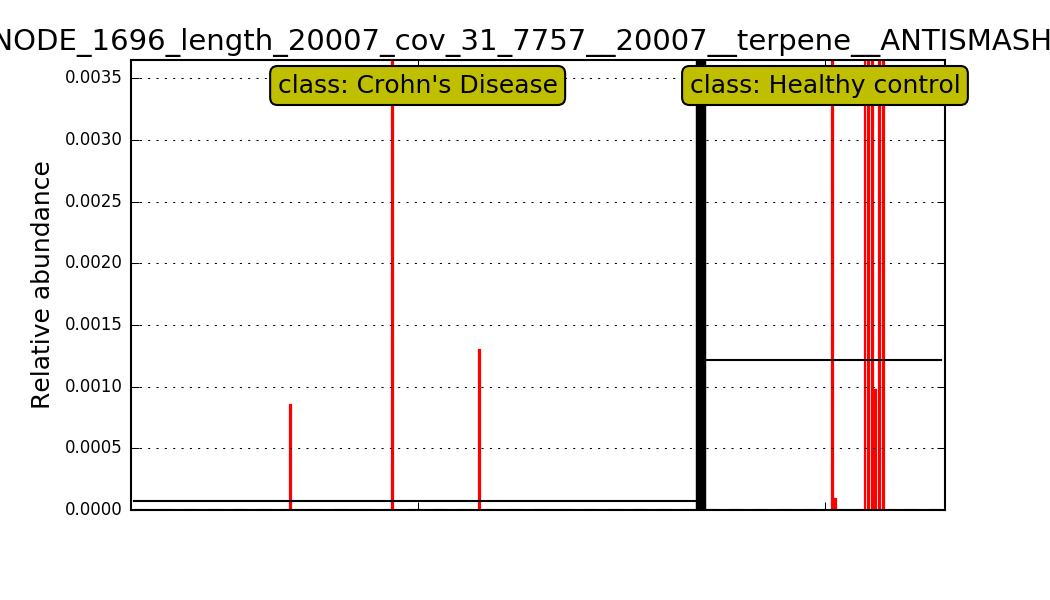 NODE_1696_length_20007_cov_31_7757__20007__terpene__ANTISMASH
class: Crohn's Disease
class: Healthy control
Relative abundance
0.0035
0.0030
0.0025
0.0020
0.0015
0.0010
0.0005
0.0000